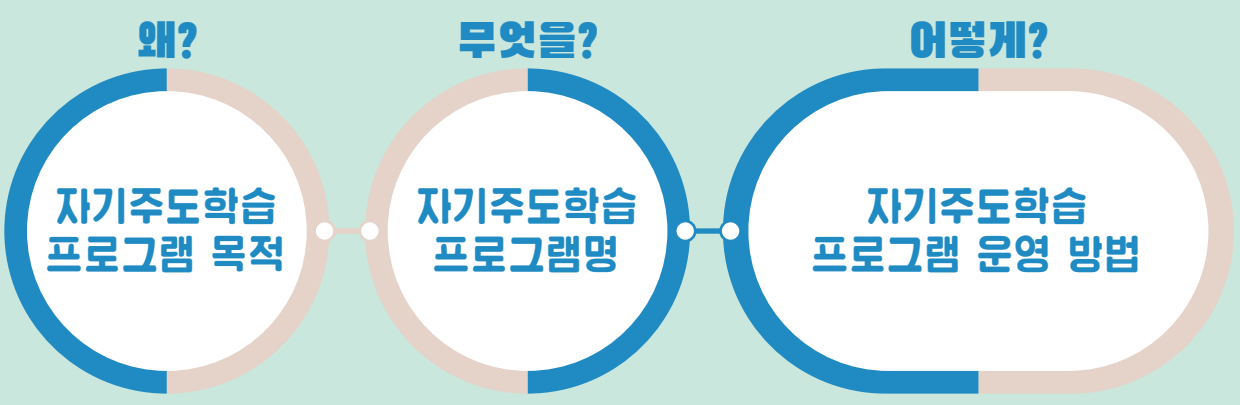 왜?
자기주도학습
프로그램 목적
무엇을?
자기주도학습
프로그램명
어떻게?
자기주도학습
프로그램 운영 방법